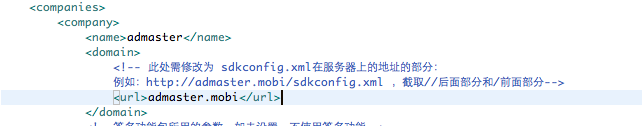 <companies>
<company>
<name>admaster</name>
<domain>
<!-- 此处需修改为 sdkconfig.xml在服务器上的地址的部分:
例如: http://admaster.mobi/sdkconfig.xml , 截取//后面部分和/前面部分-->
<url>admaster.mobi</url>
</domain>